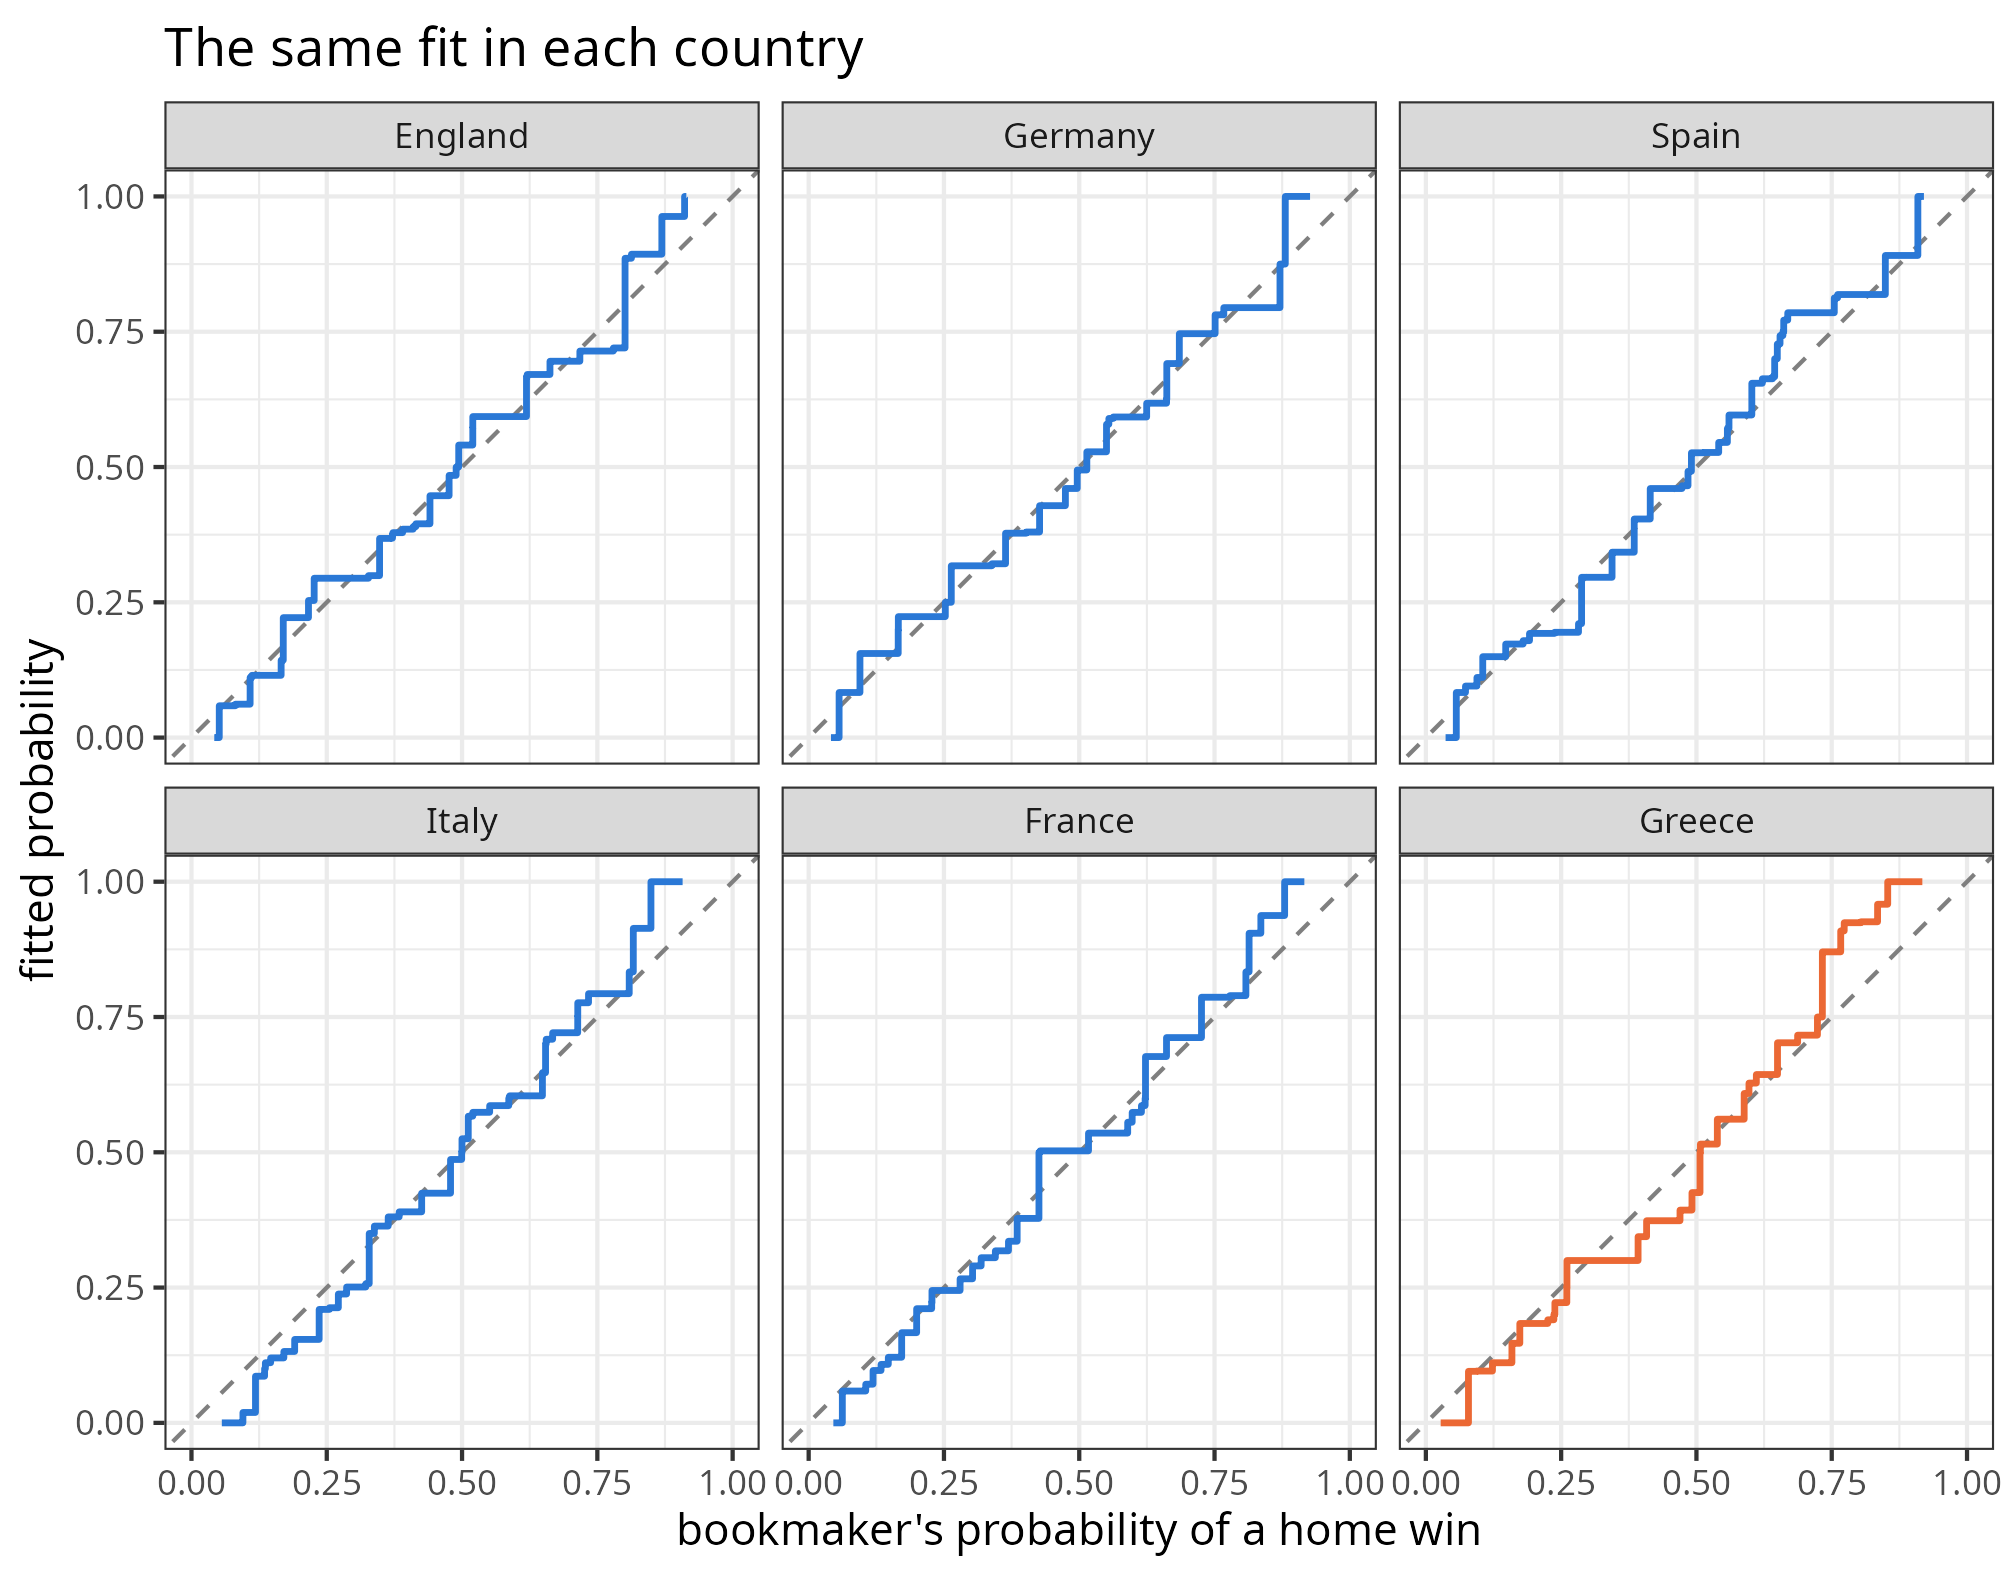 The same fit in each country
England Germany Spain
1.00
0.75
0.50
0.25
0.00
Italy France Greece
1.00
0.75
0.50
0.25
0.00
fitted probability
0.00 0.25 0.50 0.75 1.00 0.00 0.25 0.50 0.75 1.00 0.00 0.25 0.50 0.75 1.00
bookmaker's probability of a home win